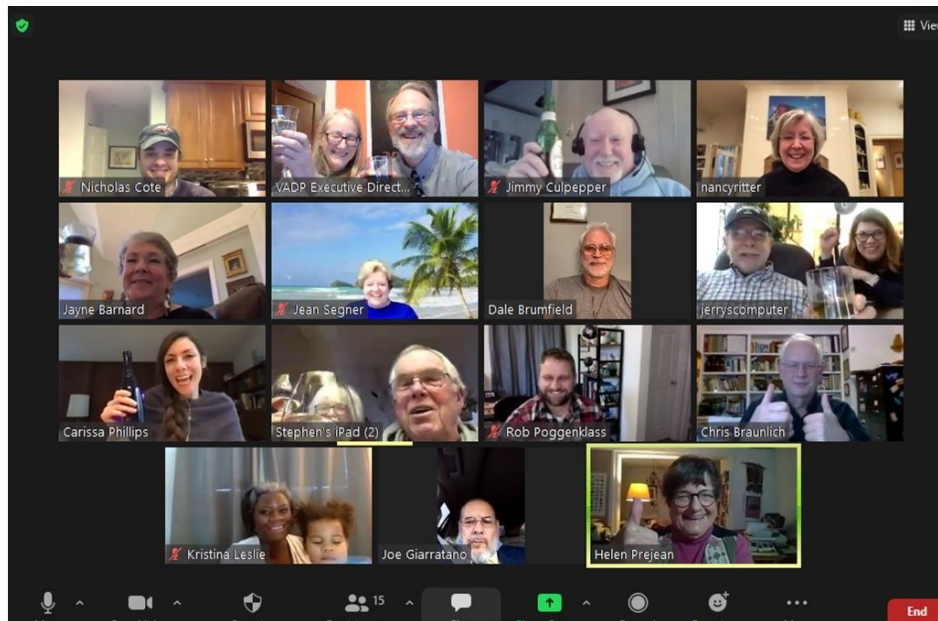 View
Nicholas Cote
VADP Executive Direct...
Jimmy Culpepper
nancyritter
Jayne Barnard
Jean Segner
Dale Brumfield
jerryscomputer
Carissa Phillips
Stephen's iPad (2)
Rob Poggenklass
Chris Braunlich
Kristina Leslie
Joe Giarratano
Helen Prejean
15
End